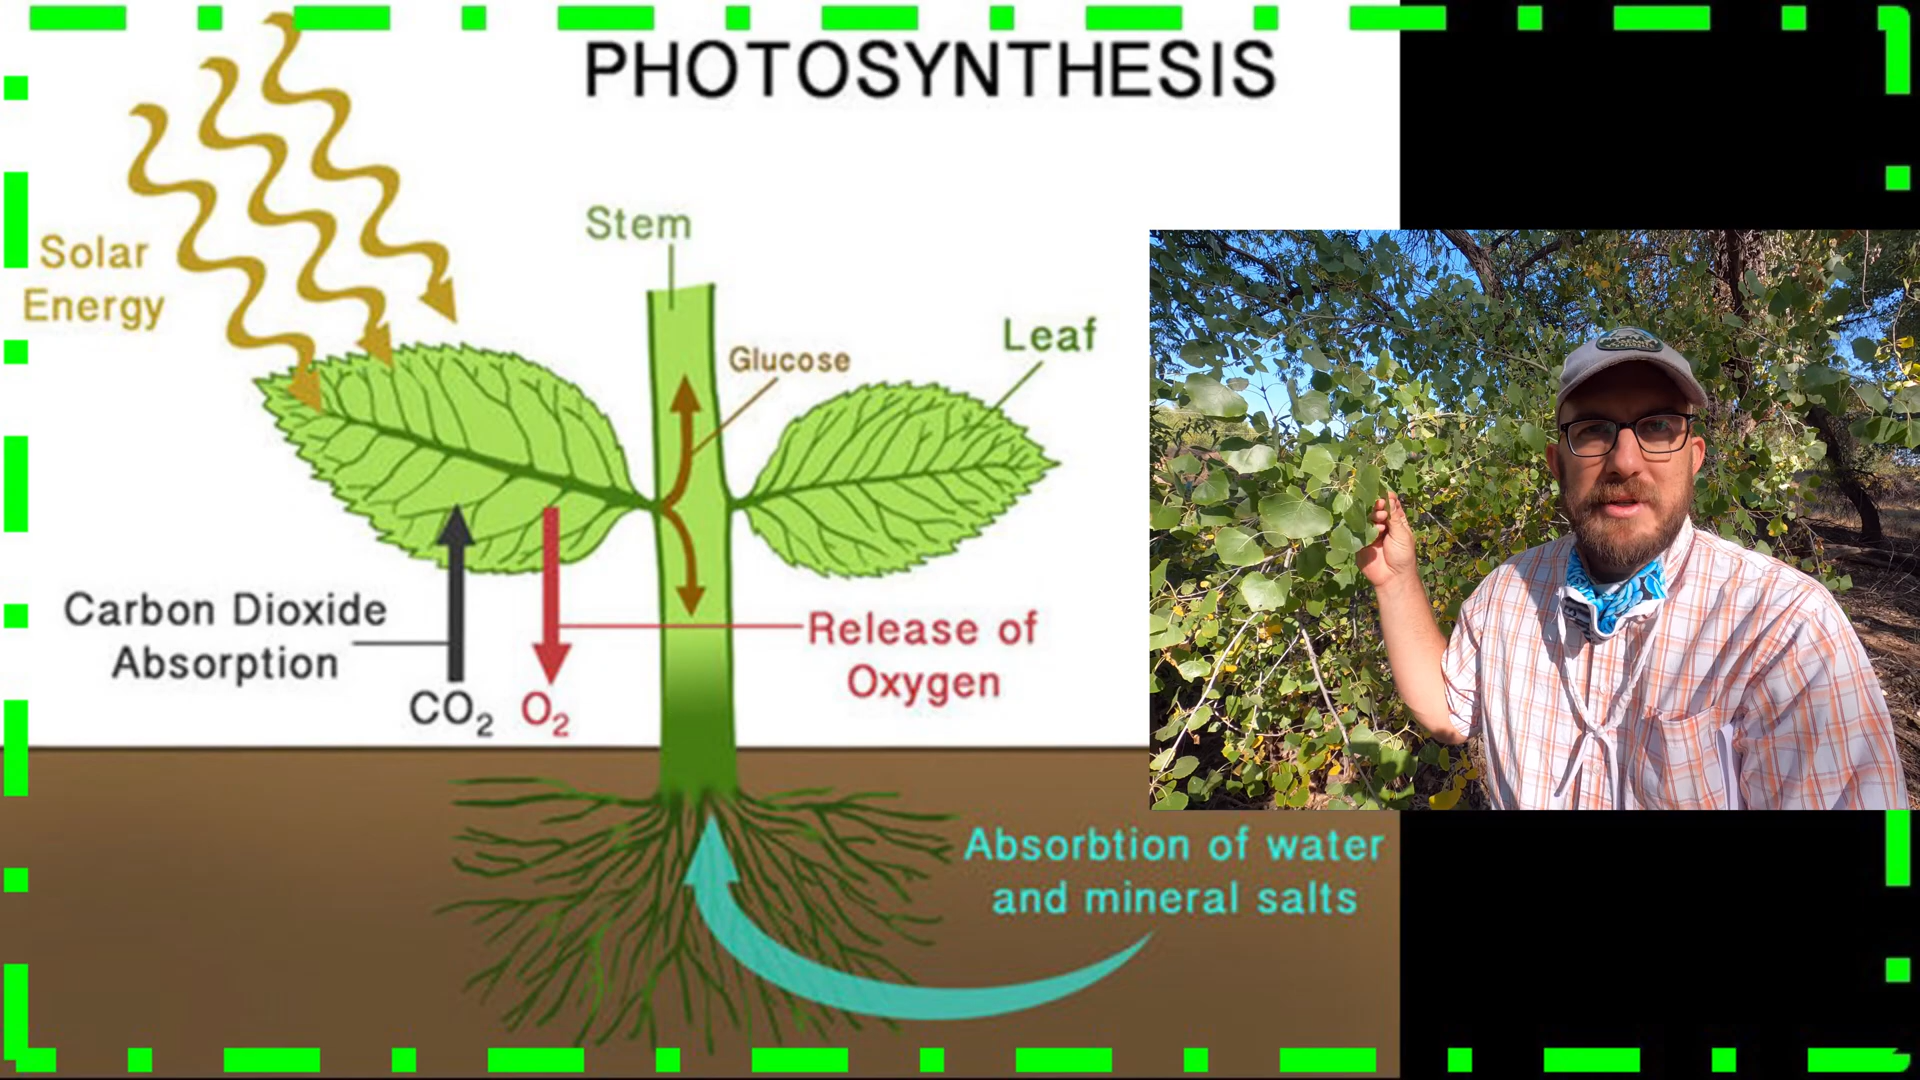 PHOTOSYNTHESIS
Stem
Solar
Energy
Leaf
Glucose
Carbon Dioxide
Absorption
Release of
Oxygen
CO₂
O₂
Absorbtion of water
and mineral salts